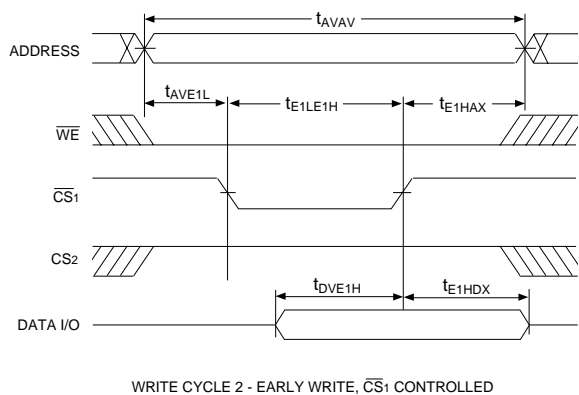 tAVAV
ADDRESS
tAVE1L
tE1LE1H
tE1HAX
WE
CS1
CS2
tDVE1H
tE1HDX
DATA I/O
WRITE CYCLE 2 - EARLY WRITE, CS1 CONTROLLED